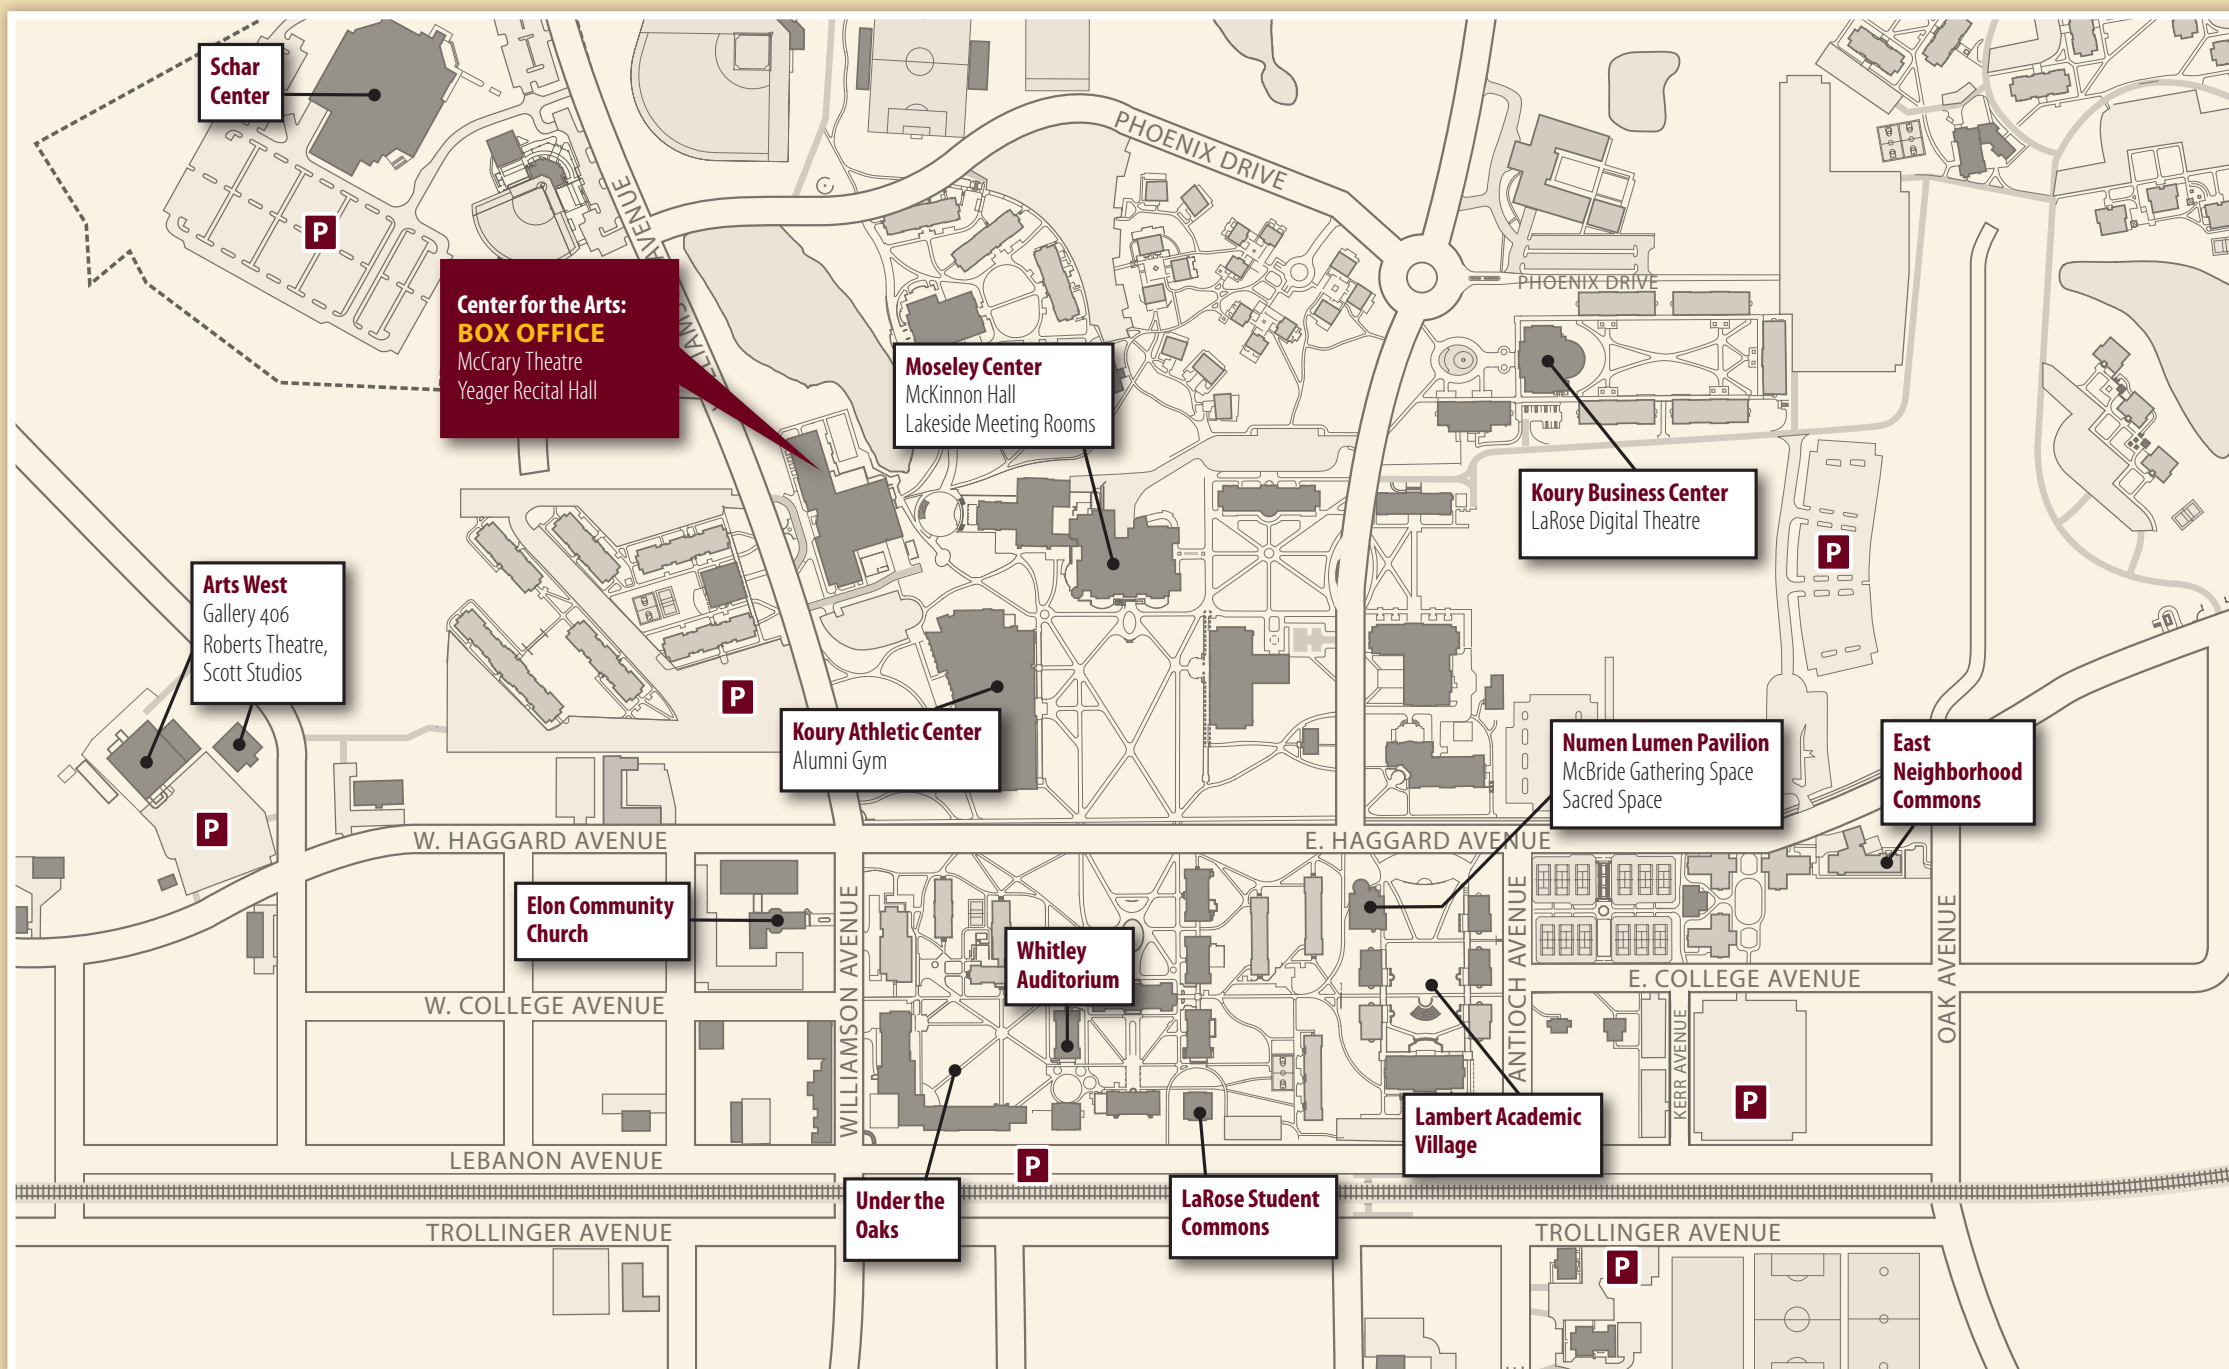 Schar
Center
PHOENIX DRIVE
P
AVENUE
Center for the Arts:
BOX OFFICE
McCrary Theatre
Yeager Recital Hall
PHOENIX DRIVE
Moseley Center
McKinnon Hall
Lakeside Meeting Rooms
Koury Business Center
LaRose Digital Theatre
P
Arts West
Gallery 406
Roberts Theatre,
Scott Studios
P
Koury Athletic Center
Alumni Gym
Numen Lumen Pavilion
McBride Gathering Space
Sacred Space
East
Neighborhood
Commons
P
W. HAGGARD AVENUE
E. HAGGARD AVENUE
Elon Community
Church
WILLIAMSON AVENUE
Whitley
Auditorium
ANTIOCH AVENUE
E. COLLEGE AVENUE
OAK AVENUE
W. COLLEGE AVENUE
KERR AVENUE
P
Lambert Academic
Village
LEBANON AVENUE
P
Under the
Oaks
LaRose Student
Commons
TROLLINGER AVENUE
TROLLINGER AVENUE
P